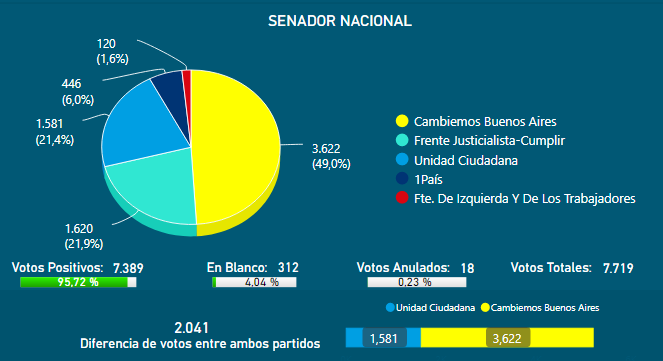 SENADOR NACIONAL
120
(1,6%)
446
(6,0%)
1.581
(21,4%)
3.622
(49,0%)
1.620
(21,9%)
Cambiemos Buenos Aires
Frente Justicialista-Cumplir
Unidad Ciudadana
1País
Fte. De Izquierda Y De Los Trabajadores
Votos Positivos: 7.389
95,72 %
En Blanco: 312
4,04 %
Votos Anulados: 18
0,23 %
Votos Totales: 7.719
Unidad Ciudadana
Cambiemos Buenos Aires
2.041
Diferencia de votos entre ambos partidos
1,581
3,622